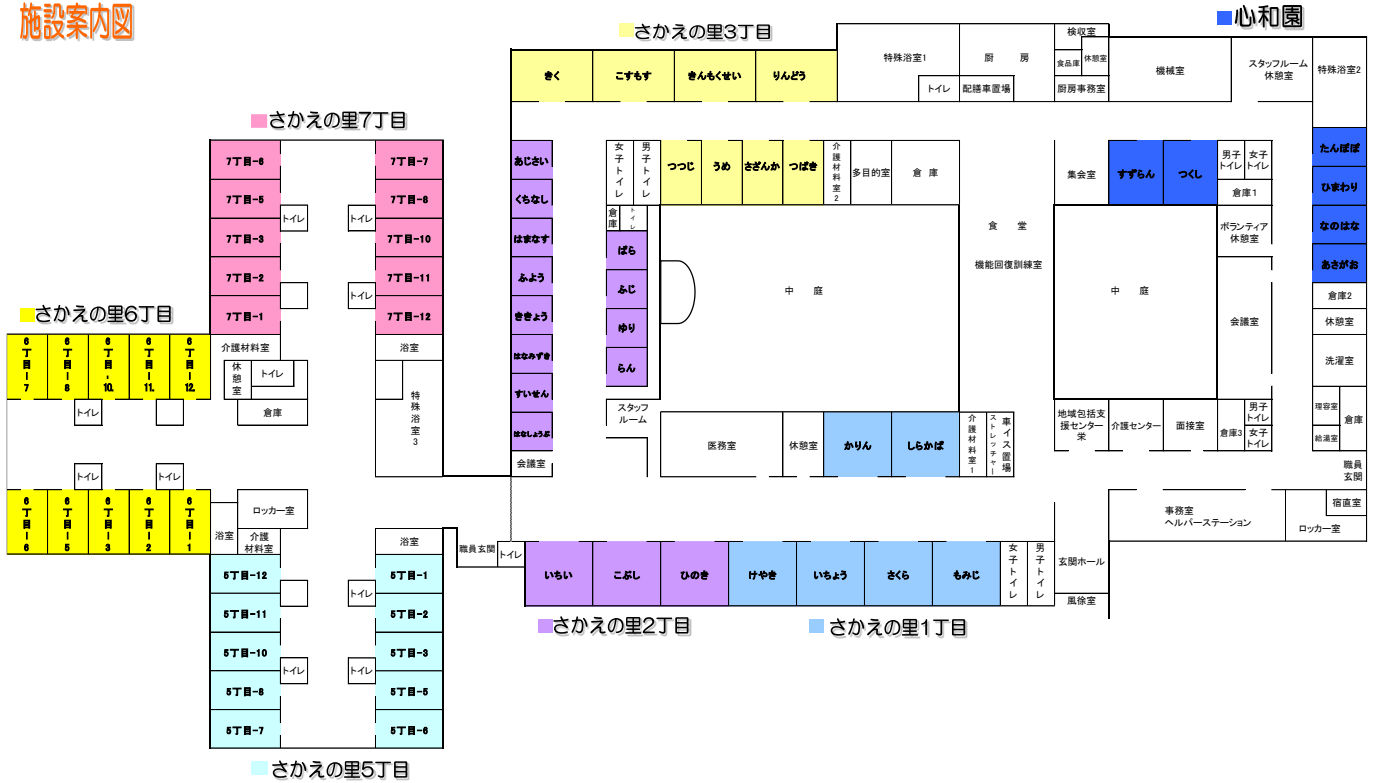 施設案内図
心和園
さかえの里3丁目
検収室
特殊浴室1
厨 房
食品庫
休憩室
スタッフルーム
休憩室
特殊浴室2
機械室
きく
こすもす
きんもくせい
りんどう
トイレ
配膳車置場
厨房事務室
さかえの里7丁目
7丁目-6
7丁目-7
7丁目-5
7丁目-8
トイレ
トイレ
7丁目-3
7丁目-10
7丁目-2
7丁目-11
トイレ
7丁目-1
7丁目-12
あじさい
くちなし
はまなす
ふよう
ききょう
はなみずき
すいせん
はなしょうぶ
会議室
女子トイレ
男子トイレ
つつじ
うめ
さざんか
つばき
介護材料室2
多目的室
倉 庫
倉庫
トイレ
ばら
ふじ
ゆり
らん
スタッフ
ルーム
中 庭
食 堂
機能回復訓練室
集会室
すずらん
つくし
男子
トイレ
女子
トイレ
倉庫1
たんぽぽ
ひまわり
なのはな
あさがお
ボランティア
休憩室
中 庭
会議室
倉庫2
休憩室
洗濯室
理容室
給湯室
倉庫
さかえの里6丁目
6丁目-7
6丁目-8
6丁目-10.
6丁目-11.
6丁目-12.
介護材料室
休憩室
トイレ
倉庫
浴室
特殊浴室3
トイレ
トイレ
トイレ
6丁目-6
6丁目-5
6丁目-3
6丁目-2
6丁目-1
ロッカー室
浴室
介護
材料室
浴室
医務室
休憩室
かりん
しらかば
介護材料室1
ストレッチャー
車イス置場
地域包括支
援センター
栄
介護センター
面接室
倉庫3
男子
トイレ
女子
トイレ
職員
玄関
事務室
ヘルパーステーション
宿直室
ロッカー室
職員玄関
トイレ
いちい
こぶし
ひのき
けやき
いちょう
さくら
もみじ
女子トイレ
男子トイレ
玄関ホール
風徐室
さかえの里2丁目
さかえの里1丁目
5丁目-12
5丁目-1
トイレ
5丁目-11
5丁目-2
5丁目-10
5丁目-3
トイレ
トイレ
5丁目-8
5丁目-5
5丁目-7
5丁目-6
さかえの里5丁目